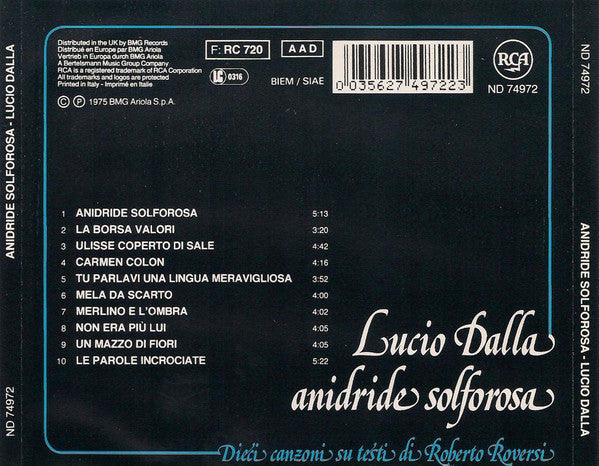 ANIDRIDE SOLFOROSA - LUCIO DALLA
ND 74972
Distributed in the UK by BMG Records
Distribué en Europe par BMG Ariola
Vertrieb in Europa durch BMG Ariola
A Bertelsmann Music Group Company
RCA is a registered trademark of RCA Corporation
All trademarks and logos are protected
Printed in Italy - Imprimé en Italie
© ℗ 1975 BMG Ariola S.p.A.
F: RC 720
AAD
LC 0316
BIEM / SIAE
0 035627 497223
RCA
ND 74972
1 ANIDRIDE SOLFOROSA 5:13
2 LA BORSA VALORI 3:20
3 ULISSE COPERTO DI SALE 4:42
4 CARMEN COLON 4:16
5 TU PARLAVI UNA LINGUA MERAVIGLIOSA 3:52
6 MELA DA SCARTO 4:00
7 MERLINO E L'OMBRA 4:02
8 NON ERA PIÙ LUI 4:05
9 UN MAZZO DI FIORI 4:05
10 LE PAROLE INCROCIATE 5:22
Lucio Dalla
anidride solforosa
Dieci canzoni su testi di Roberto Roversi
ND 74972
ANIDRIDE SOLFOROSA - LUCIO DALLA